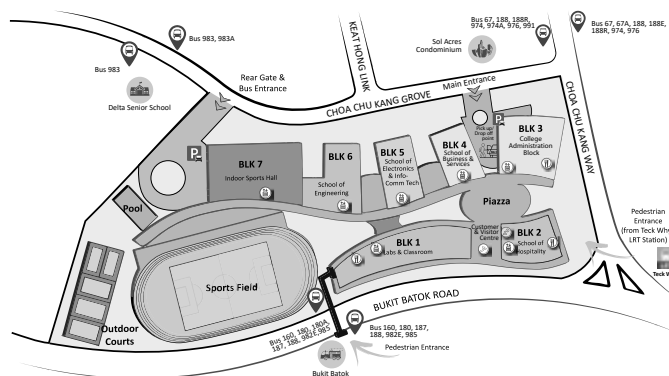 Bus 983, 983A
Bus 983
Delta Senior School
Rear Gate &
Bus Entrance
KEAT HONG LINK
CHOA CHU KANG GROVE
Sol Acres
Condominium
Bus 67, 188, 188R,
974, 974A, 976, 991
Bus 67, 67A, 188, 188E,
188R, 974, 976
Main Entrance
CHOA CHU KANG WAY
Pick up/
Drop off
point
BLK 3
College
Administration
Block
BLK 4
School of
Business &
Services
BLK 5
School of
Electronics
& Info-
Comm Tech
BLK 6
School of
Engineering
BLK 7
Indoor Sports Hall
Pool
Piazza
Pedestrian
Entrance
(from Teck Wh
LRT Station)
Teck W
Customer
& Visitor
Centre
BLK 2
School of
Hospitality
BLK 1
Labs & Classroom
Sports Field
Outdoor
Courts
BUKIT BATOK ROAD
Bus 160, 180, 180A,
187, 188, 982E, 985
Bus 160, 180, 187,
188, 982E, 985
Pedestrian Entrance
Bukit Batok